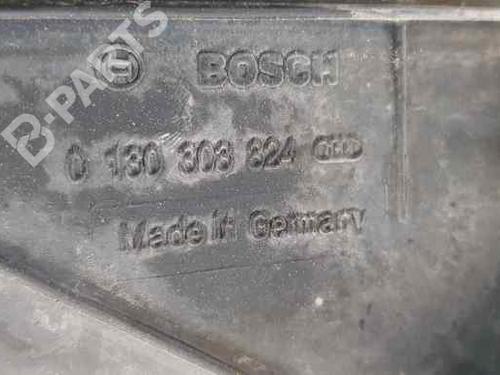 BOSCH
0 130 303 824
Made in Germany
B-PARTS